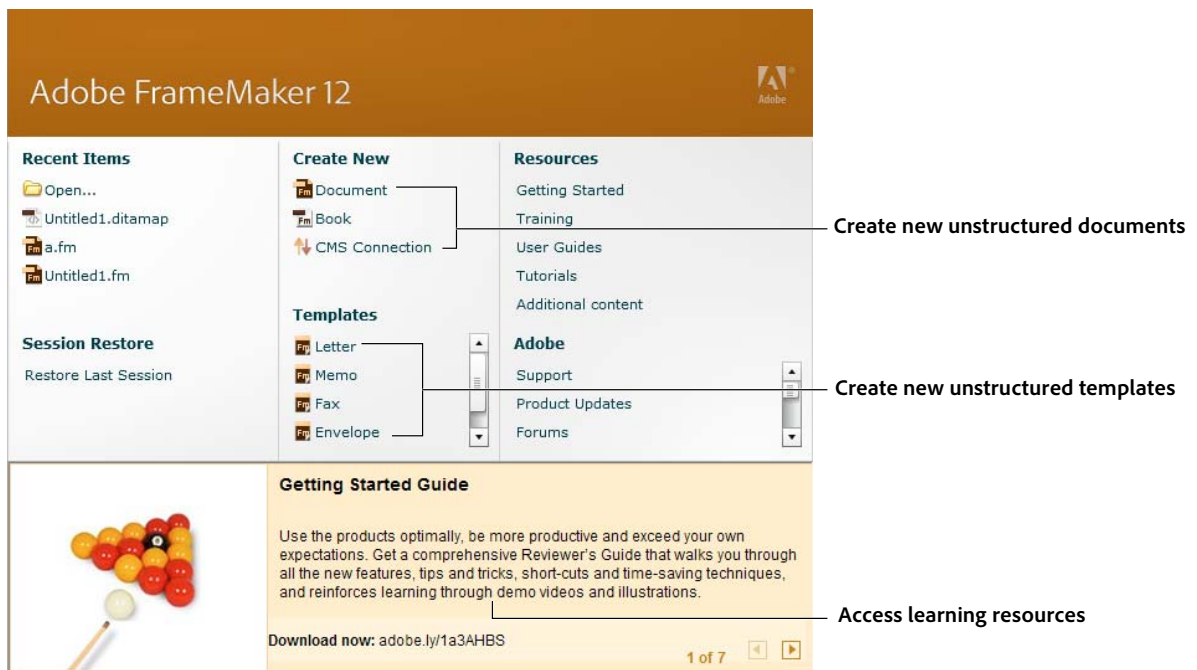 Adobe FrameMaker 12
Adobe
Recent Items
Open...
Untitled1.ditamap
a.fm
Untitled1.fm
Session Restore
Restore Last Session
Create New
Document
Book
CMS Connection
Templates
Letter
Memo
Fax
Envelope
Resources
Getting Started
Training
User Guides
Tutorials
Additional content
Adobe
Support
Product Updates
Forums
Create new unstructured documents
Create new unstructured templates
Getting Started Guide
Use the products optimally, be more productive and exceed your own
expectations. Get a comprehensive Reviewer's Guide that walks you through
all the new features, tips and tricks, short-cuts and time-saving techniques,
and reinforces learning through demo videos and illustrations.
Access learning resources
Download now: adobe.ly/1a3AHBS
1 of 7